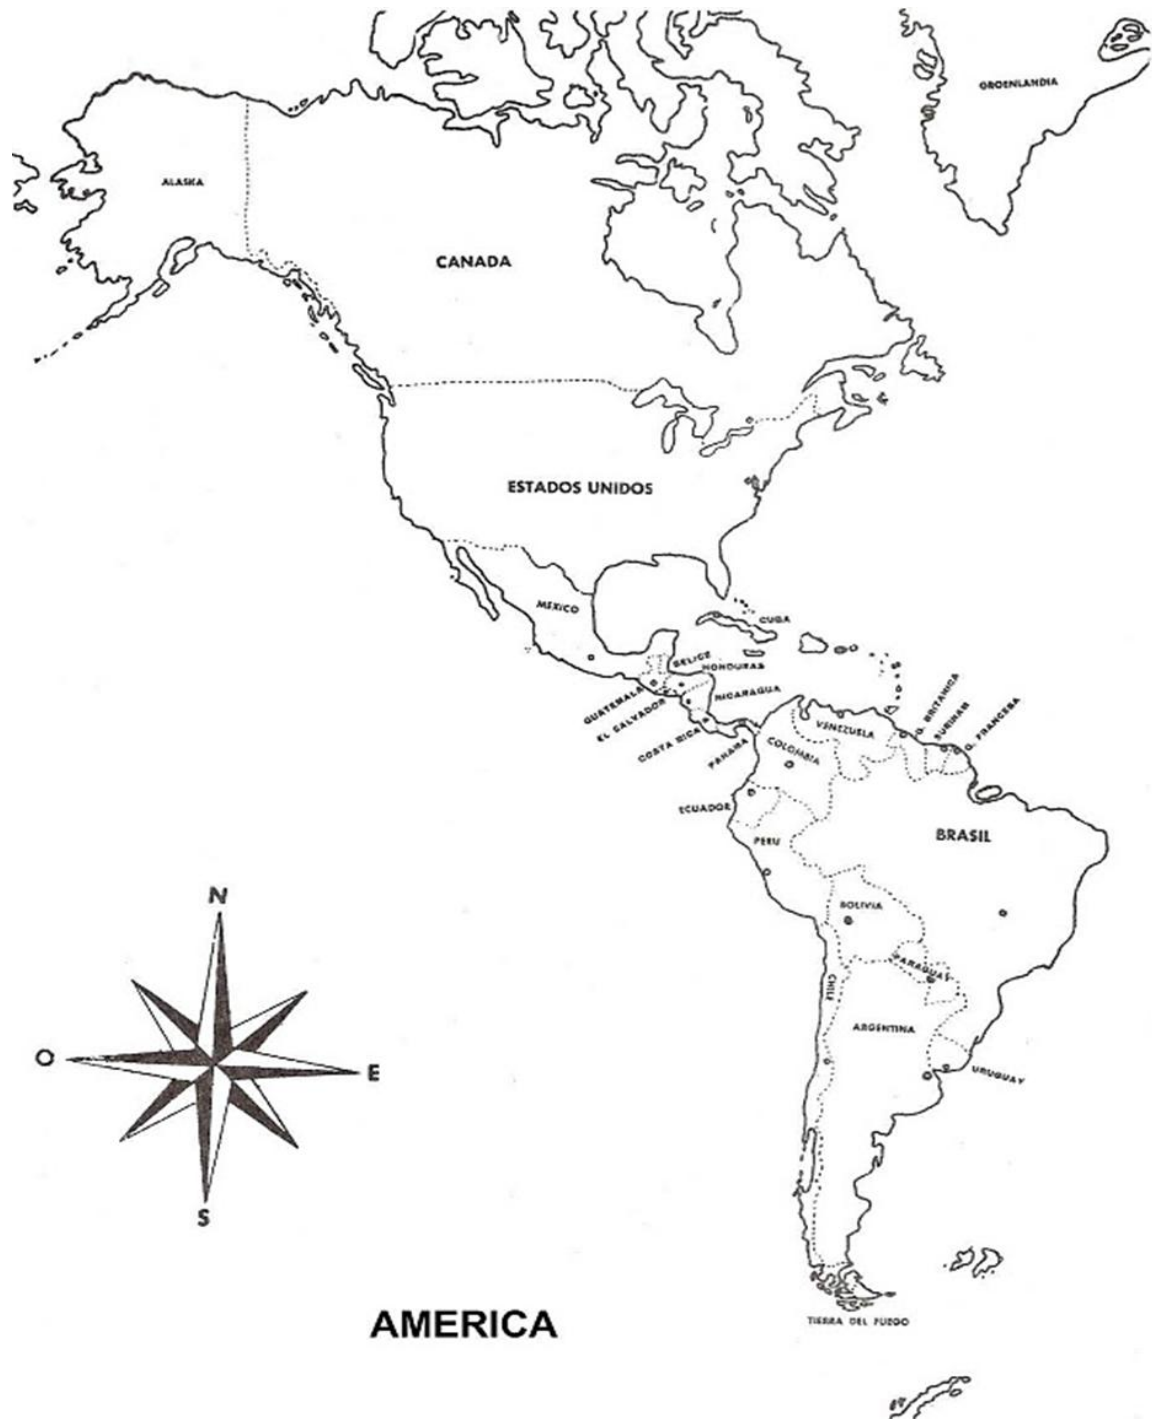 GROENLANDIA
ALASKA
CANADA
ESTADOS UNIDOS
MEXICO
CUBA
BELICE
HONDURAS
GUATEMALA
NICARAGUA
EL SALVADOR
COSTA RICA
PANAMA
VENEZUELA
G. BRITANICA
SURINAM
G. FRANCESA
COLOMBIA
ECUADOR
BRASIL
PERU
BOLIVIA
PARAGUAY
CHILE
ARGENTINA
URUGUAY
N
O
E
S
AMERICA
TIERRA DEL FUEGO